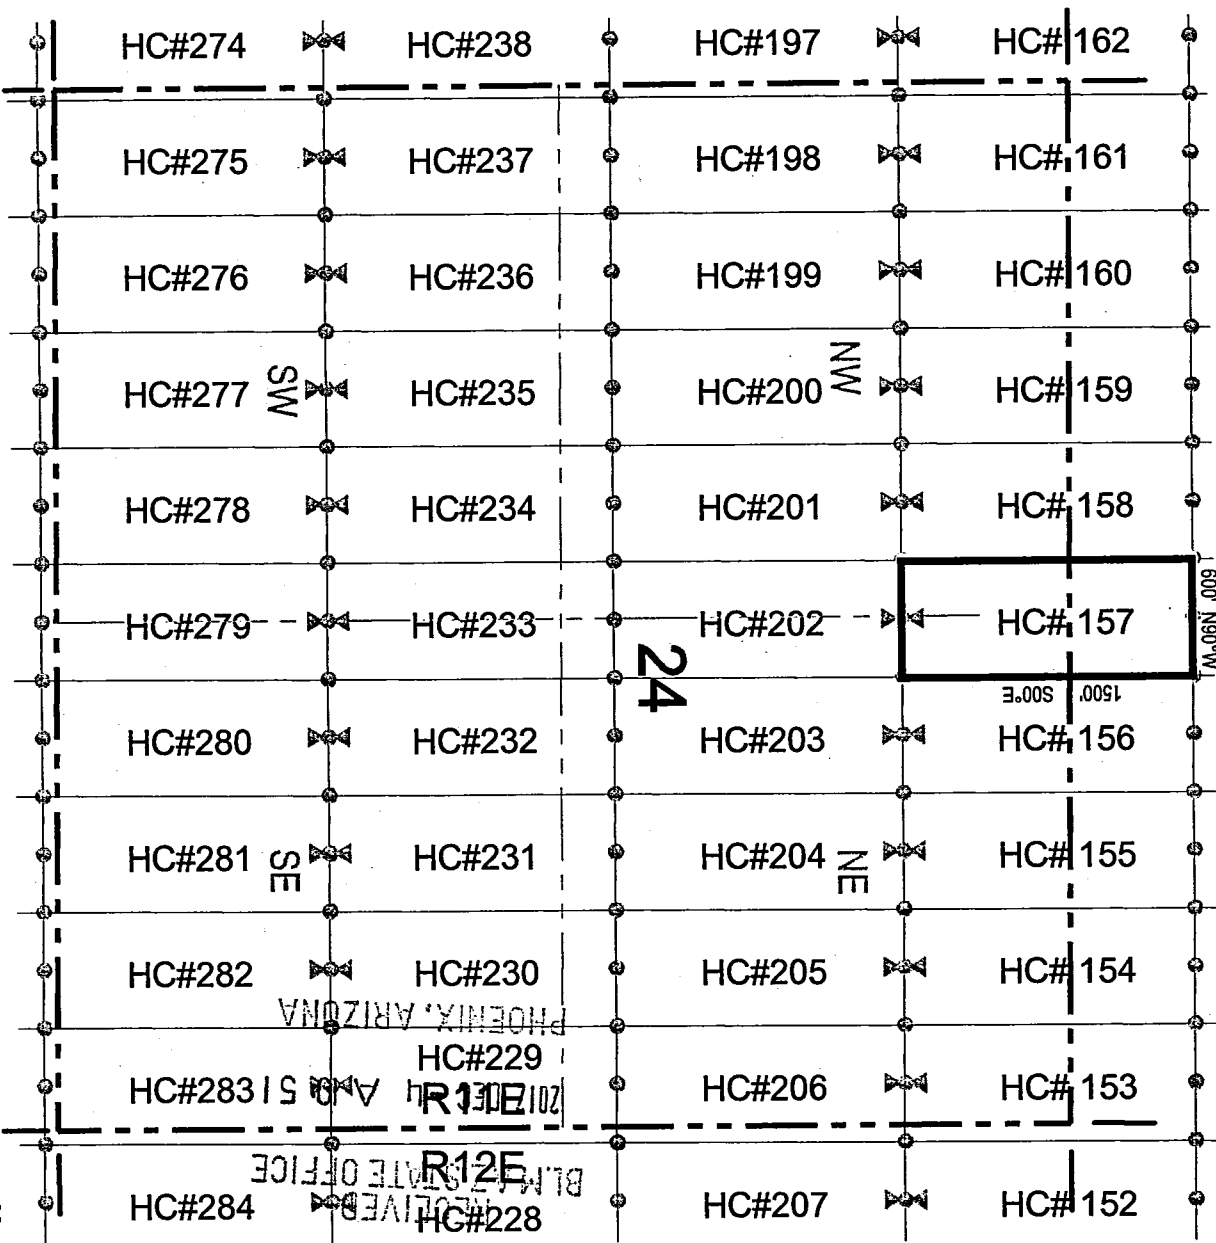 HC#274 HC#238 HC#197 HC# 162
HC#275 HC#237 HC#198 HC# 161
HC#276 HC#236 HC#199 HC# 160
HC#277 SW HC#235 HC#200 NW HC# 159
HC#278 HC#234 HC#201 HC# 158
HC#279 HC#233 HC#202 HC# 157
600' N90°W
24
1500' S00°E
HC#280 HC#232 HC#203 HC# 156
HC#281 SE HC#231 HC#204 NE HC# 155
HC#282 HC#230 HC#205 HC# 154
PHOENIX, ARIZONA
HC#229
HC#283 R11E HC#206 HC# 153
R12E
STATE OFFICE
RECEIVED
HC#284 HC#228 HC#207 HC# 152